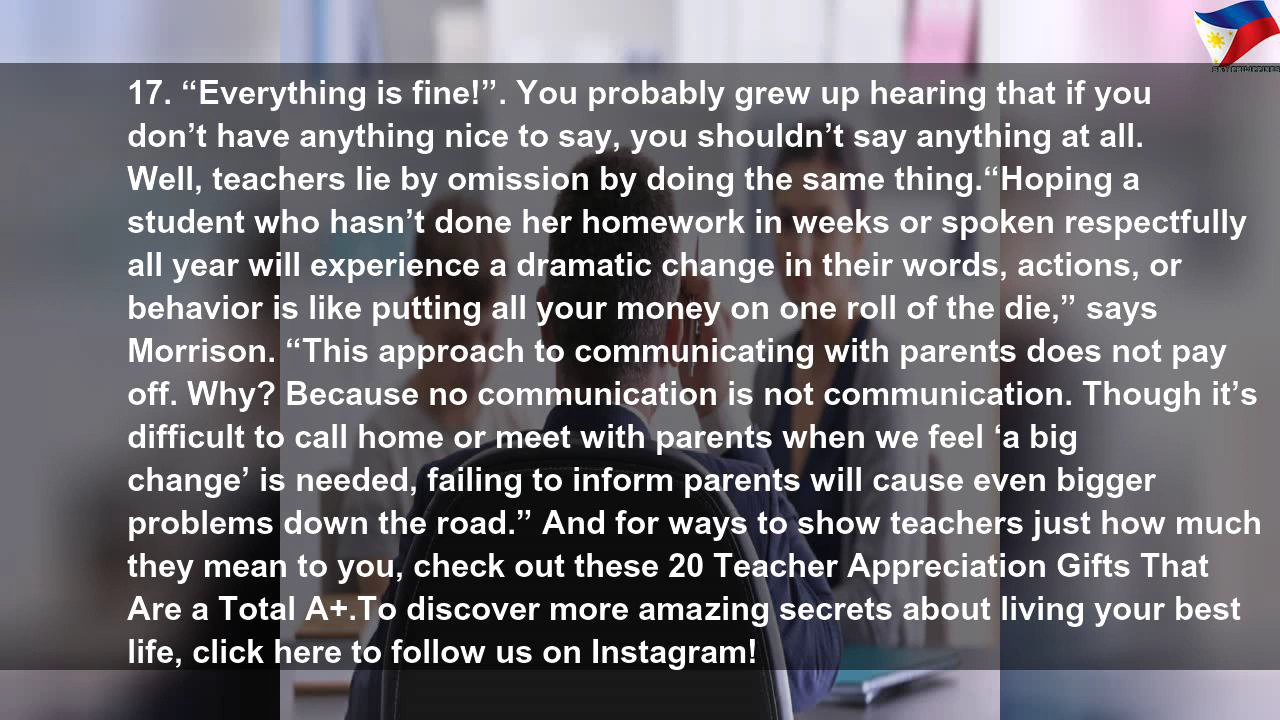 17. “Everything is fine!”. You probably grew up hearing that if you
don’t have anything nice to say, you shouldn’t say anything at all.
Well, teachers lie by omission by doing the same thing.“Hoping a
student who hasn’t done her homework in weeks or spoken respectfully
all year will experience a dramatic change in their words, actions, or
behavior is like putting all your money on one roll of the die,” says
Morrison. “This approach to communicating with parents does not pay
off. Why? Because no communication is not communication. Though it’s
difficult to call home or meet with parents when we feel ‘a big
change’ is needed, failing to inform parents will cause even bigger
problems down the road.” And for ways to show teachers just how much
they mean to you, check out these 20 Teacher Appreciation Gifts That
Are a Total A+.To discover more amazing secrets about living your best
life, click here to follow us on Instagram!